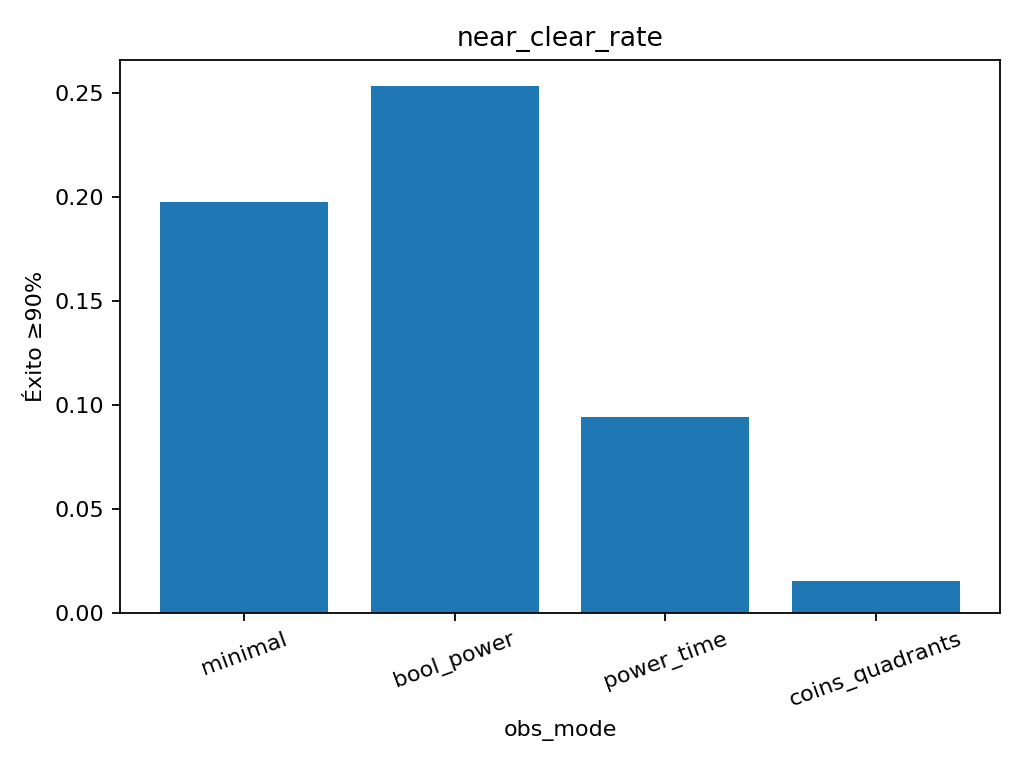 near_clear_rate
Éxito ≥90%
0.25
0.20
0.15
0.10
0.05
0.00
minimal
bool_power
power_time
coins_quadrants
obs_mode